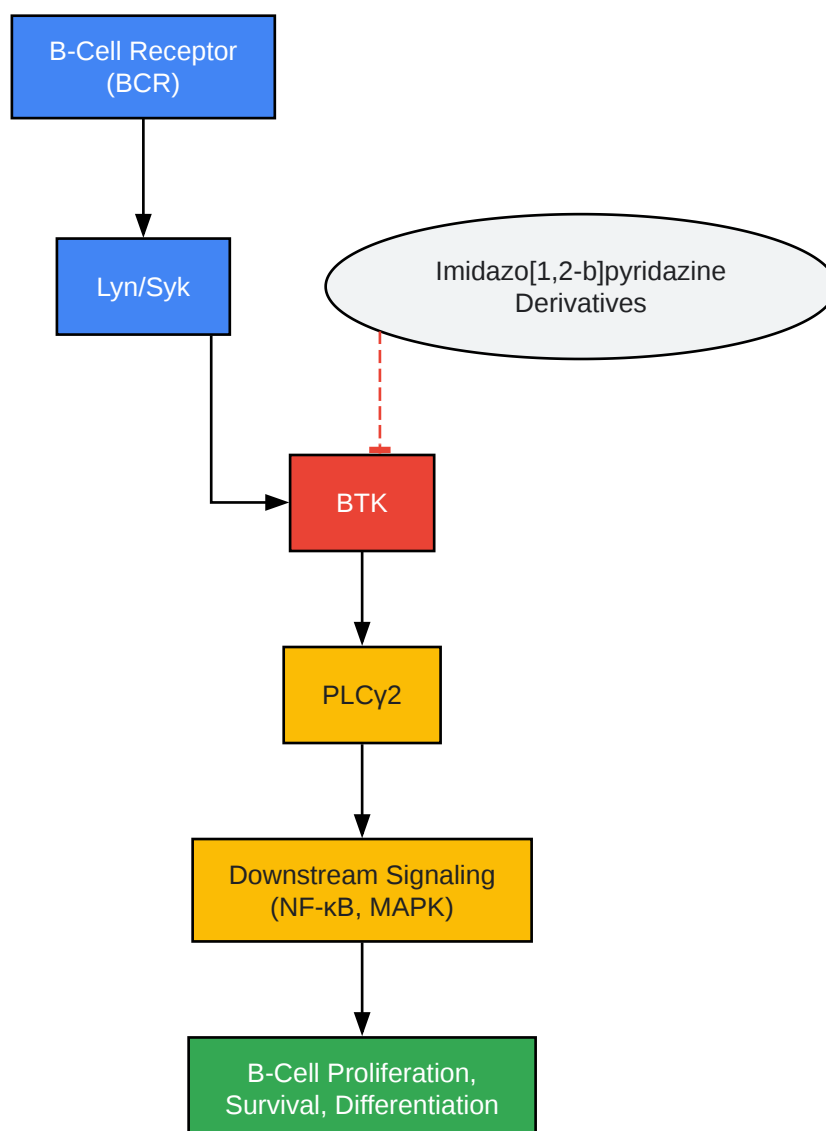 B-Cell Receptor
(BCR)
Lyn/Syk
Imidazo[1,2-b]pyridazine
Derivatives
BTK
PLCγ2
Downstream Signaling
(NF-κB, MAPK)
B-Cell Proliferation,
Survival, Differentiation